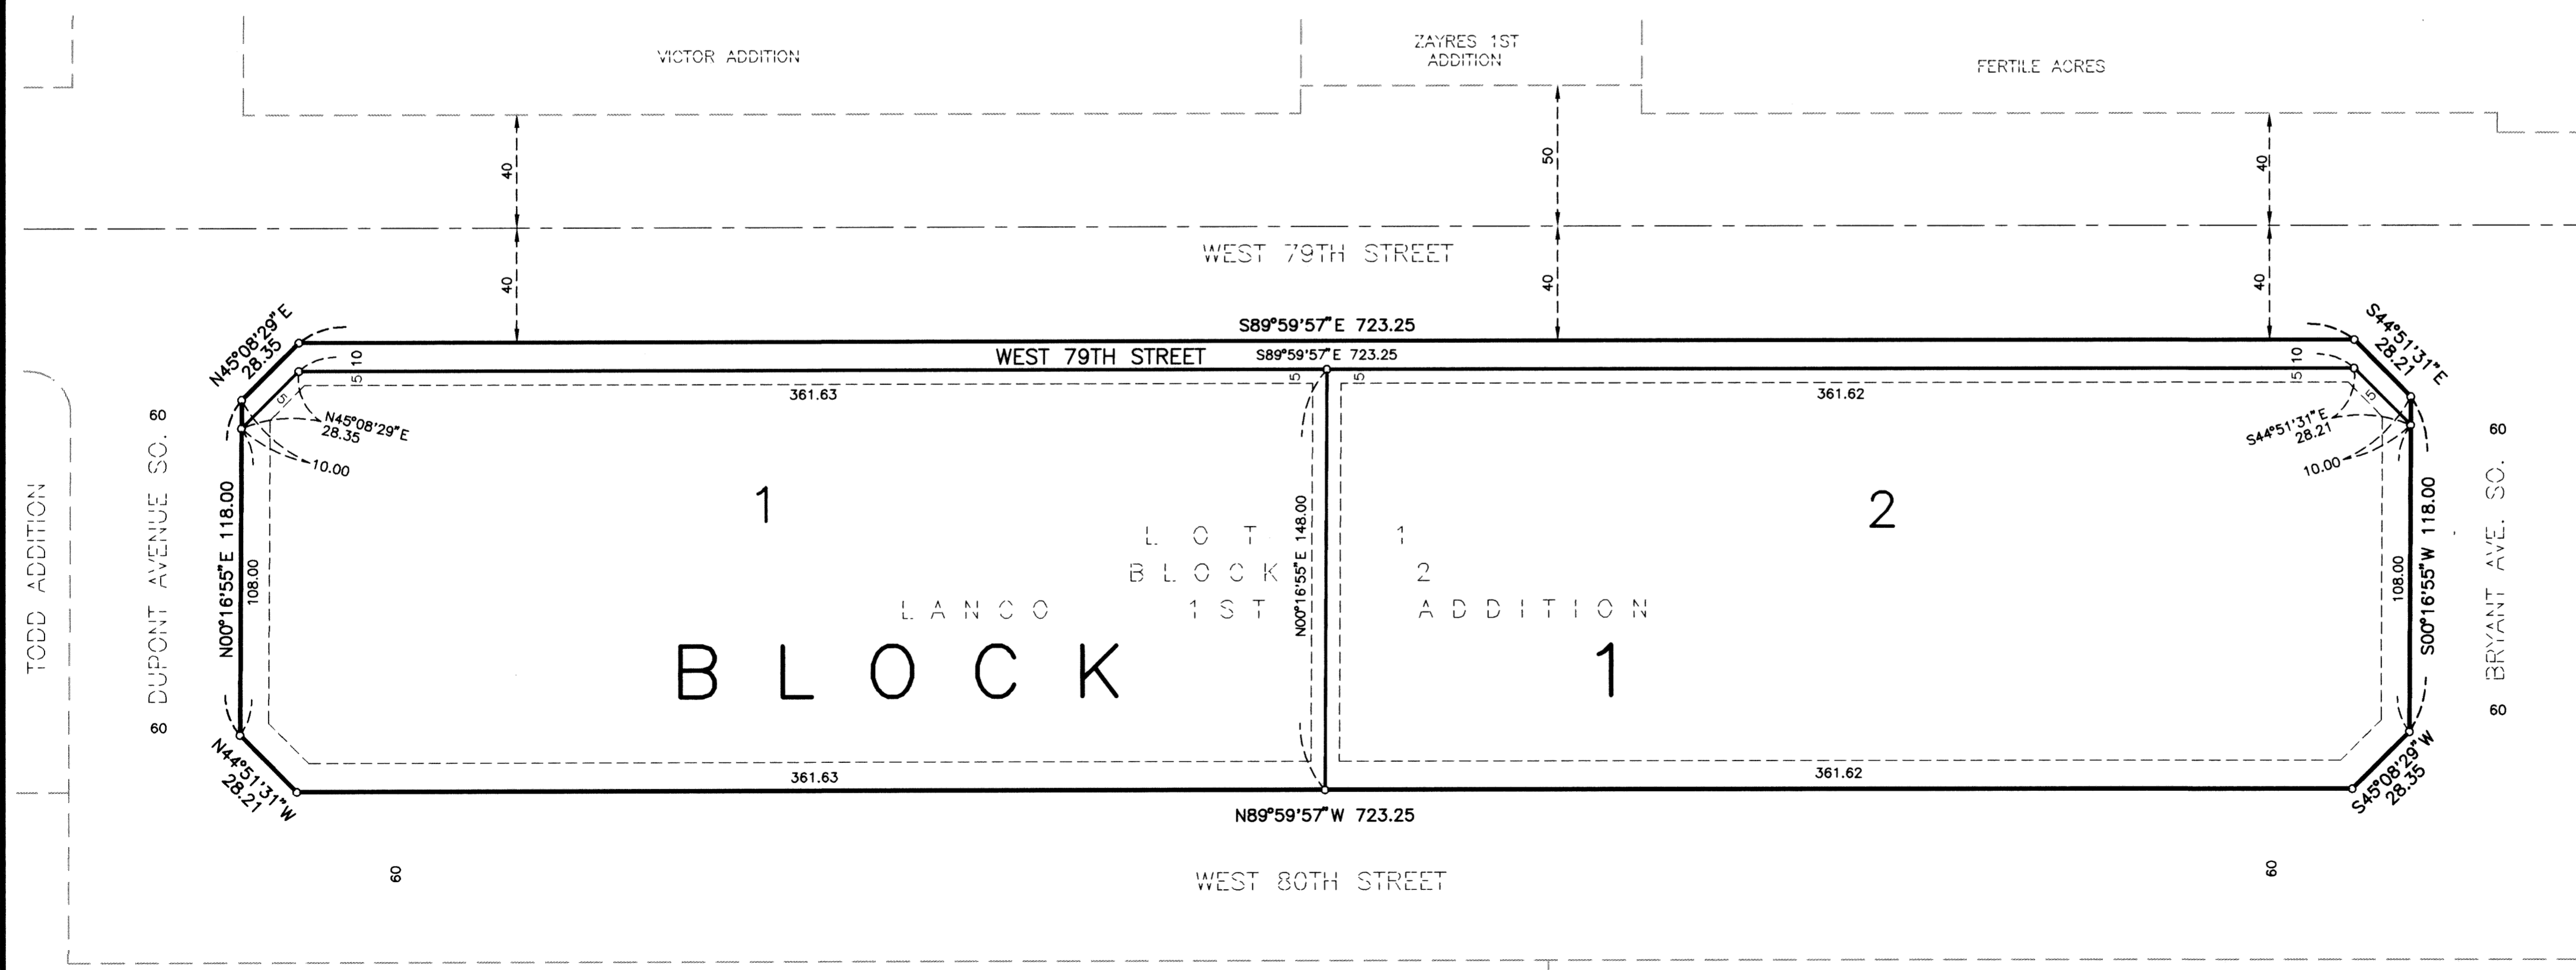 VICTOR ADDITION
ZAYRES 1ST
ADDITION
FERTILE ACRES
40
50
40
WEST 79TH STREET
40
40
40
N45°08'29"E
28.35
S89°59'57"E 723.25
S44°51'31"E
28.21
WEST 79TH STREET
S89°59'57"E 723.25
10
5
10
5
5
5
5
5
361.63
361.62
N45°08'29"E
28.35
10.00
S44°51'31"E
28.21
10.00
60
60
TODD ADDITION
DUPONT AVENUE SO.
N00°16'55"E 118.00
108.00
1
2
N00°16'55"E 148.00
LOT 1
BLOCK 2
LANCO 1ST ADDITION
BLOCK 1
108.00
S00°16'55"W 118.00
BRYANT AVE. SO.
60
60
N44°51'31"W
28.21
361.63
361.62
S45°08'29"W
28.35
N89°59'57"W 723.25
60
WEST 80TH STREET
60